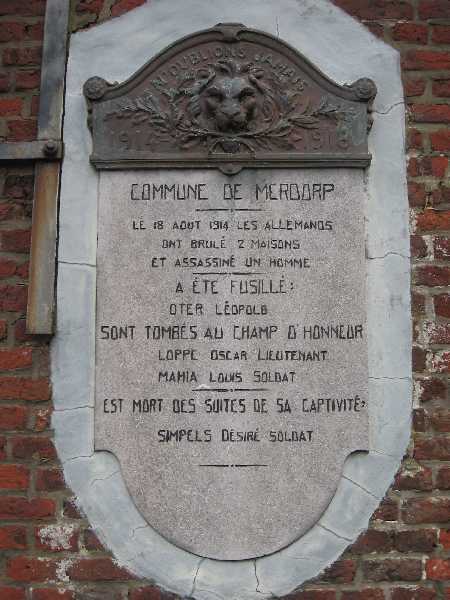 N'OUBLIONS JAMAIS
1914 1918
COMMUNE DE MERDORP
LE 18 AOUT 1914 LES ALLEMANDS
ONT BRULÉ 2 MAISONS
ET ASSASSINÉ UN HOMME
A ÉTÉ FUSILLÉ:
OTER LÉOPOLD
SONT TOMBÉS AU CHAMP D'HONNEUR
LOPPE OSCAR LIEUTENANT
MAHIA LOUIS SOLDAT
EST MORT DES SUITES DE SA CAPTIVITÉ:
SIMPELS DÉSIRÉ SOLDAT